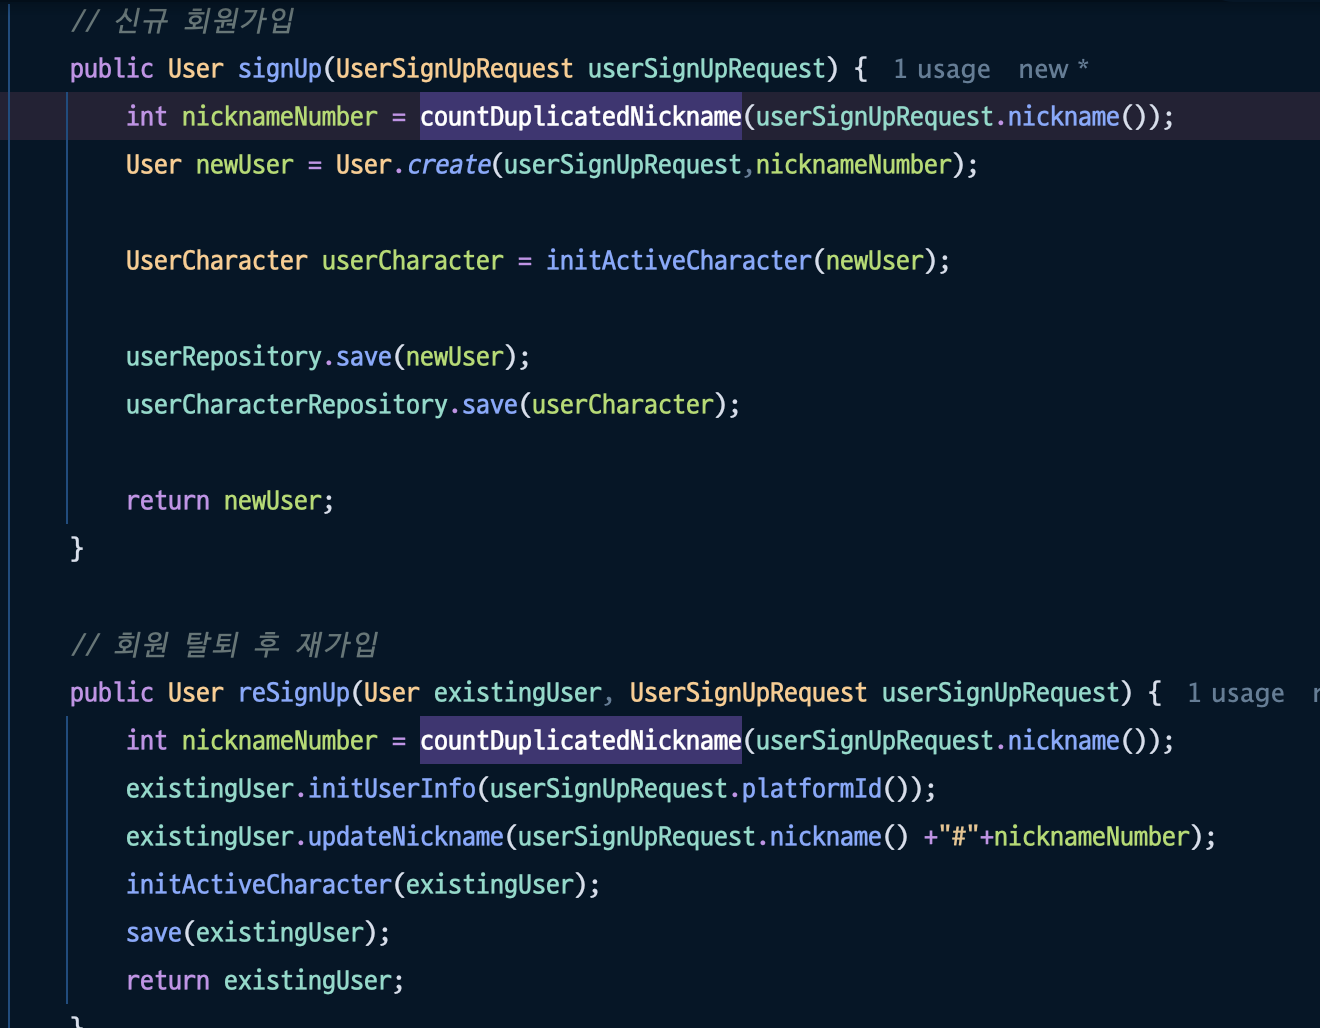 // 신규 회원가입
public User signUp(UserSignUpRequest userSignUpRequest) { 1 usage new *
int nicknameNumber = countDuplicatedNickname(userSignUpRequest.nickname());
User newUser = User.create(userSignUpRequest,nicknameNumber);
UserCharacter userCharacter = initActiveCharacter(newUser);
userRepository.save(newUser);
userCharacterRepository.save(userCharacter);
return newUser;
}
// 회원 탈퇴 후 재가입
public User reSignUp(User existingUser, UserSignUpRequest userSignUpRequest) { 1 usage
int nicknameNumber = countDuplicatedNickname(userSignUpRequest.nickname());
existingUser.initUserInfo(userSignUpRequest.platformId());
existingUser.updateNickname(userSignUpRequest.nickname() +"#"+nicknameNumber);
initActiveCharacter(existingUser);
save(existingUser);
return existingUser;
}